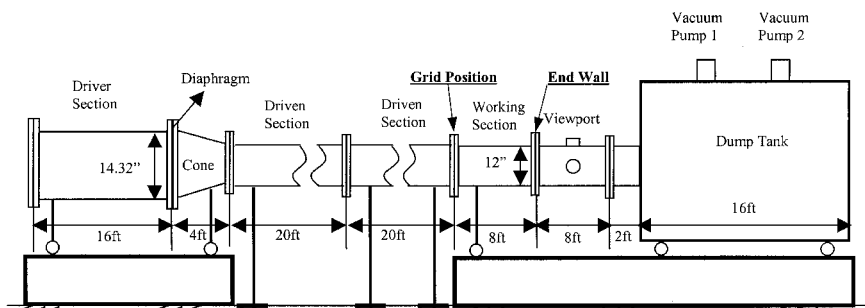 Vacuum
Pump 1
Vacuum
Pump 2
Diaphragm
Grid Position
End Wall
Driver
Section
Driven
Section
Driven
Section
Working
Section
Viewport
Dump Tank
14.32”
Cone
12”
16ft
4ft
20ft
20ft
8ft
8ft
2ft
16ft